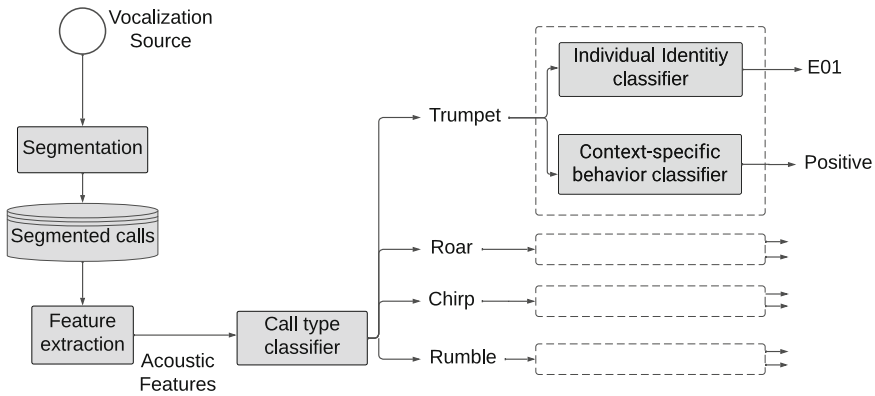 Vocalization
Source
Segmentation
Segmented calls
Feature
extraction
Acoustic
Features
Call type
classifier
Trumpet
Individual Identitiy
classifier
E01
Context-specific
behavior classifier
Positive
Roar
Chirp
Rumble